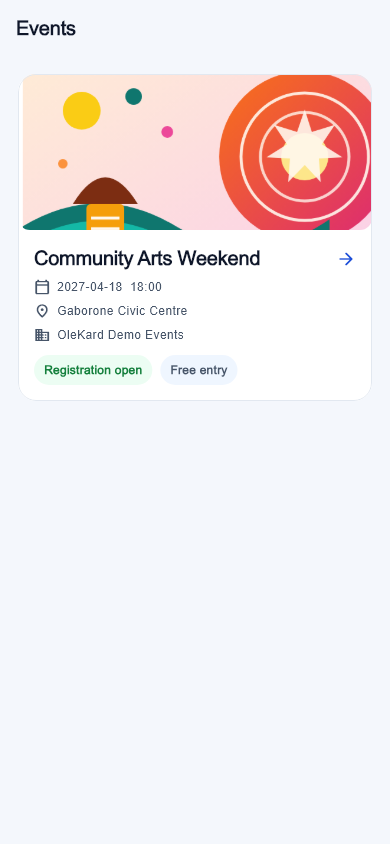 Events
Community Arts Weekend
2027-04-18 18:00
Gaborone Civic Centre
OleKard Demo Events
Registration open
Free entry